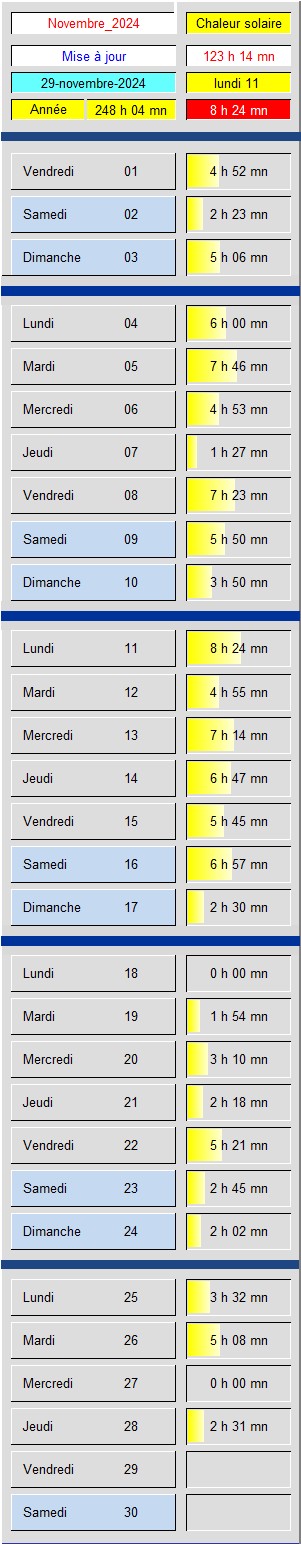 Novembre_2024 Chaleur solaire
Mise à jour 123 h 14 mn
29-novembre-2024 lundi 11
Année 248 h 04 mn 8 h 24 mn
Vendredi 01 4 h 52 mn
Samedi 02 2 h 23 mn
Dimanche 03 5 h 06 mn
Lundi 04 6 h 00 mn
Mardi 05 7 h 46 mn
Mercredi 06 4 h 53 mn
Jeudi 07 1 h 27 mn
Vendredi 08 7 h 23 mn
Samedi 09 5 h 50 mn
Dimanche 10 3 h 50 mn
Lundi 11 8 h 24 mn
Mardi 12 4 h 55 mn
Mercredi 13 7 h 14 mn
Jeudi 14 6 h 47 mn
Vendredi 15 5 h 45 mn
Samedi 16 6 h 57 mn
Dimanche 17 2 h 30 mn
Lundi 18 0 h 00 mn
Mardi 19 1 h 54 mn
Mercredi 20 3 h 10 mn
Jeudi 21 2 h 18 mn
Vendredi 22 5 h 21 mn
Samedi 23 2 h 45 mn
Dimanche 24 2 h 02 mn
Lundi 25 3 h 32 mn
Mardi 26 5 h 08 mn
Mercredi 27 0 h 00 mn
Jeudi 28 2 h 31 mn
Vendredi 29
Samedi 30